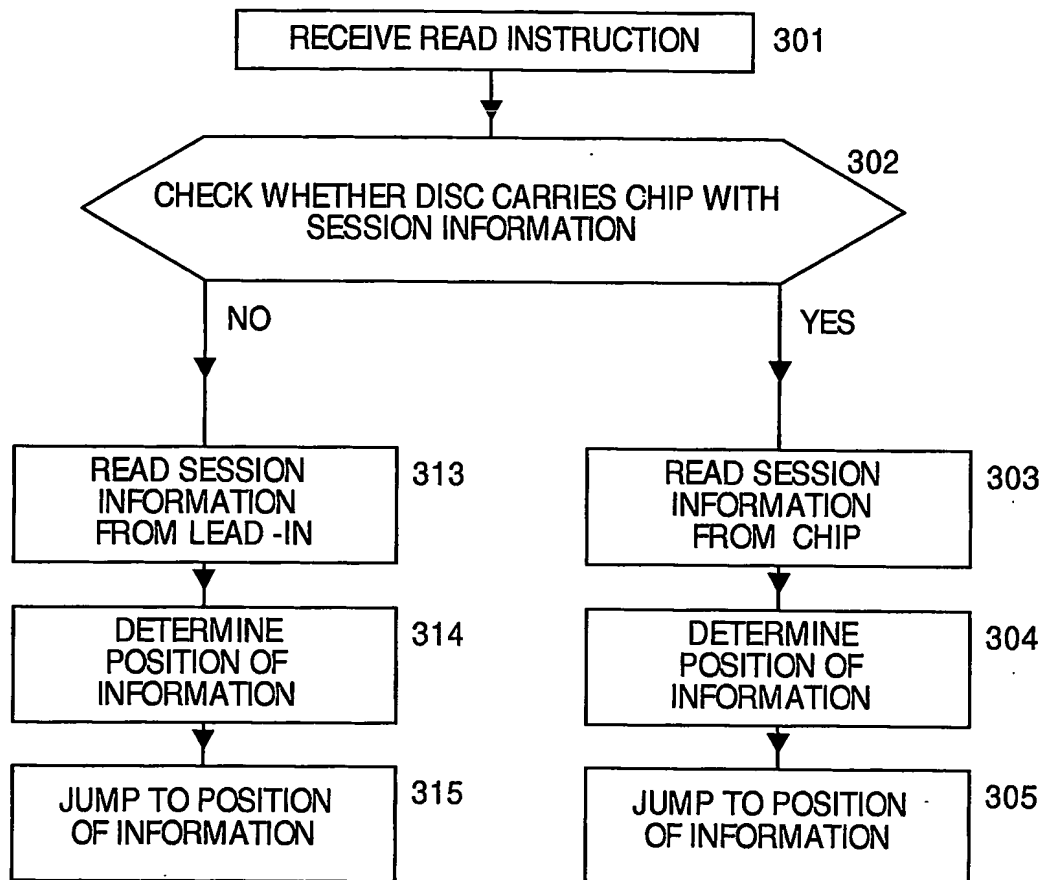 RECEIVE READ INSTRUCTION
301
302
CHECK WHETHER DISC CARRIES CHIP WITH
SESSION INFORMATION
NO
YES
READ SESSION
INFORMATION
FROM LEAD -IN
313
READ SESSION
INFORMATION
FROM CHIP
303
DETERMINE
POSITION OF
INFORMATION
314
DETERMINE
POSITION OF
INFORMATION
304
JUMP TO POSITION
OF INFORMATION
315
JUMP TO POSITION
OF INFORMATION
305